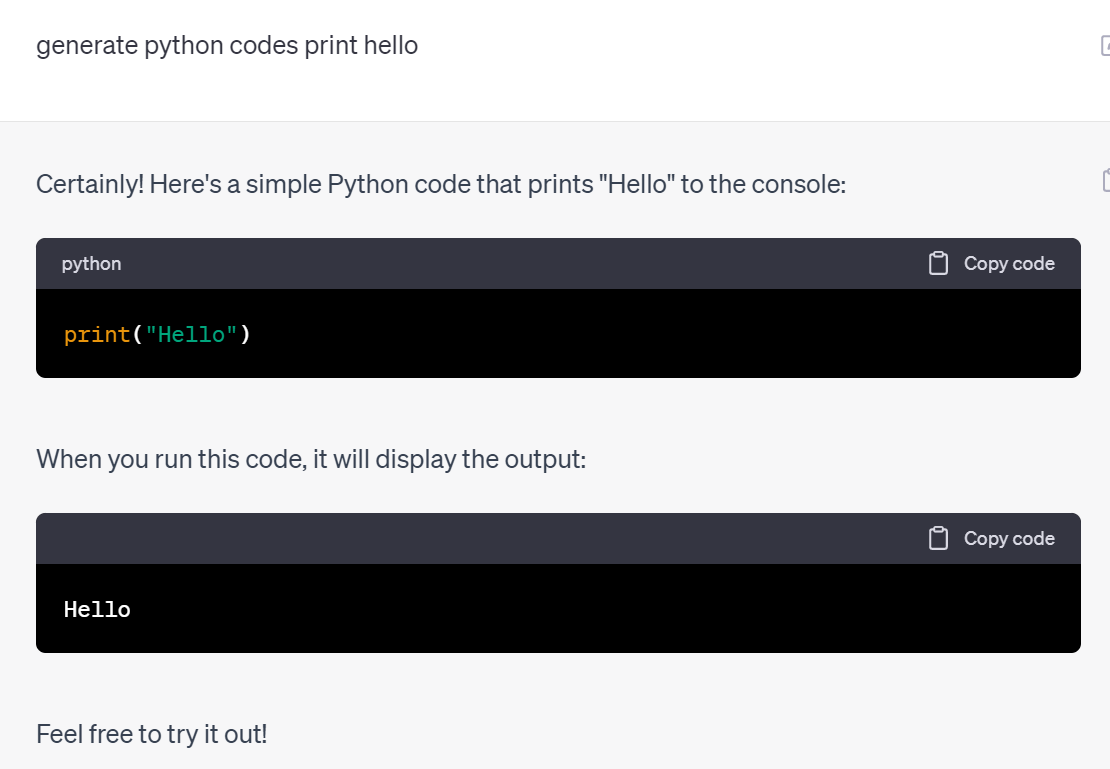 generate python codes print hello
Certainly! Here's a simple Python code that prints "Hello" to the console:
python
Copy code
print("Hello")
When you run this code, it will display the output:
Copy code
Hello
Feel free to try it out!